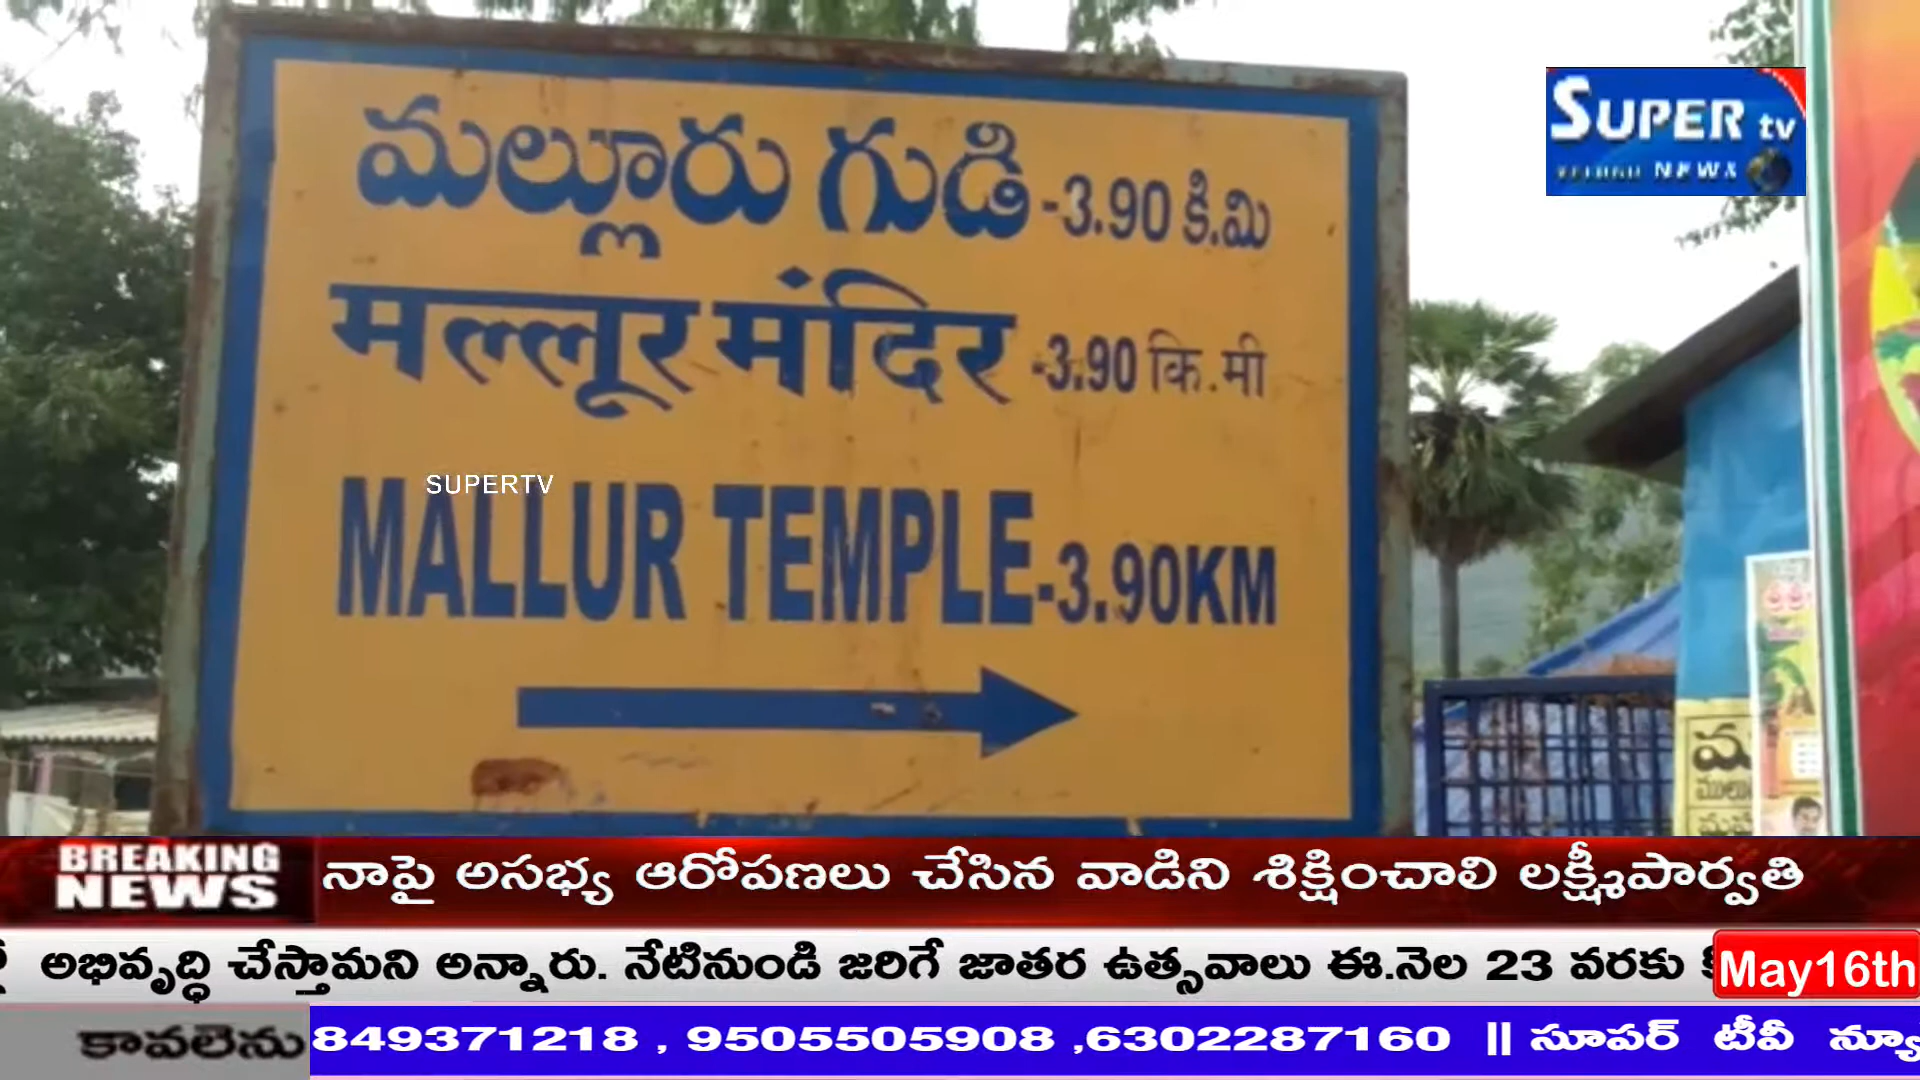 SUPER tv
TELUGU NEWS
మల్లూరు గుడి -3.90 కి.మి
मल्लूर मंदिर -3.90 कि.मी
SUPERTV
MALLUR TEMPLE-3.90KM
BREAKING NEWS
నాపై అసభ్య ఆరోపణలు చేసిన వాడిని శిక్షించాలి లక్ష్మీపార్వతి
అభివృద్ధి చేస్తామని అన్నారు. నేటినుండి జరిగే జాతర ఉత్సవాలు ఈ.నెల 23 వరకు
May16th
కావలెను
849371218 , 9505505908 ,6302287160 || సూపర్ టీవీ న్యూ